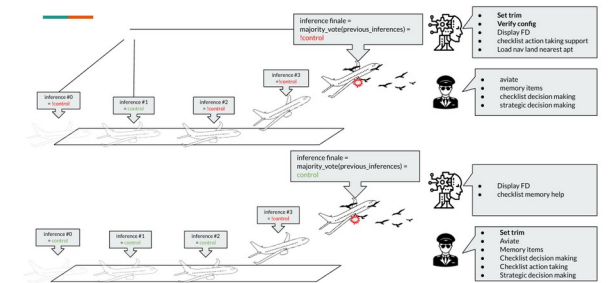 inference finale =
majority_vote(previous_inferences) =
!control
Set trim
Verify config
Display FD
checklist action taking support
Load nav land nearest apt
inference #3
= !control
inference #0
= !control
inference #1
= control
inference #2
= !control
aviate
memory items
checklist decision making
strategic decision making
inference finale =
majority_vote(previous_inferences) =
control
Display FD
checklist memory help
inference #3
= !control
inference #0
= control
inference #1
= control
inference #2
= control
Set trim
Aviate
Memory items
Checklist decision making
Checklist action taking
Strategic decision making